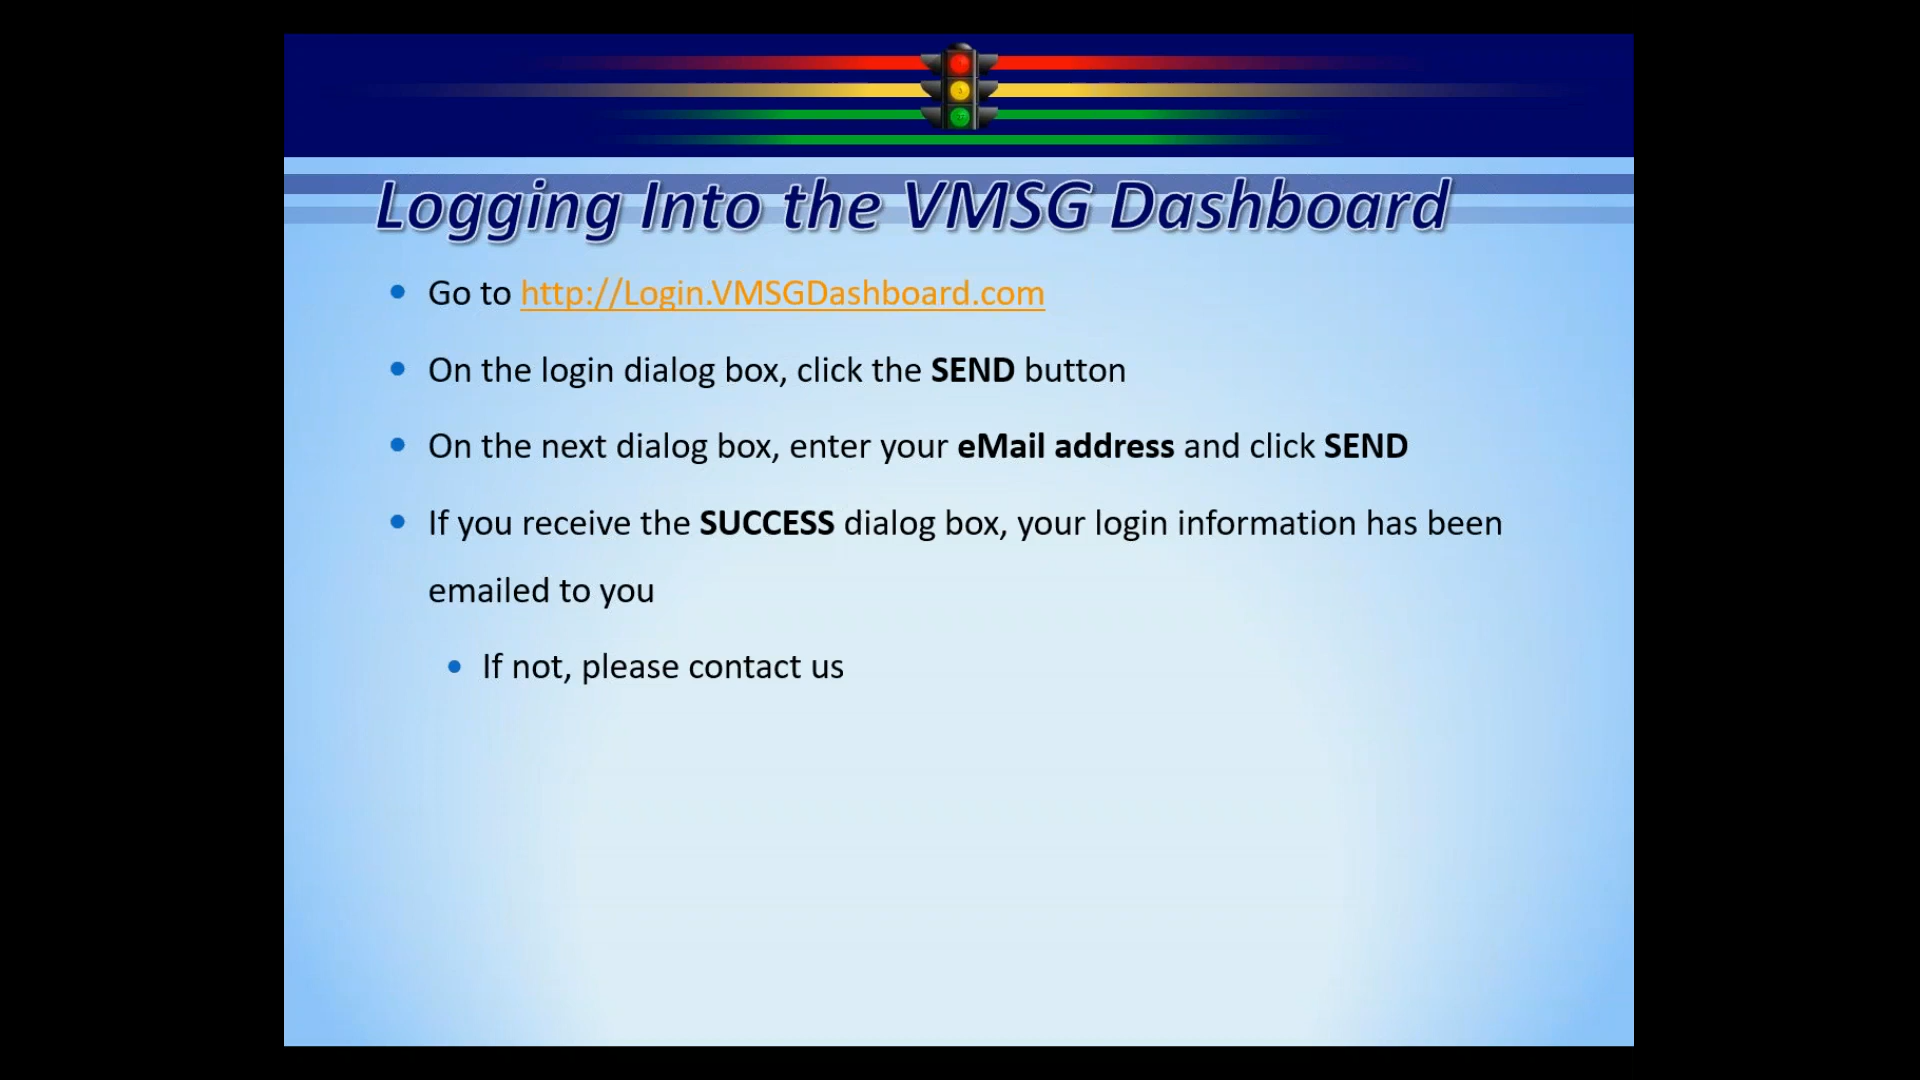 Logging Into the VMSG Dashboard
Go to http://Login.VMSGDashboard.com
On the login dialog box, click the SEND button
On the next dialog box, enter your eMail address and click SEND
If you receive the SUCCESS dialog box, your login information has been
emailed to you
If not, please contact us